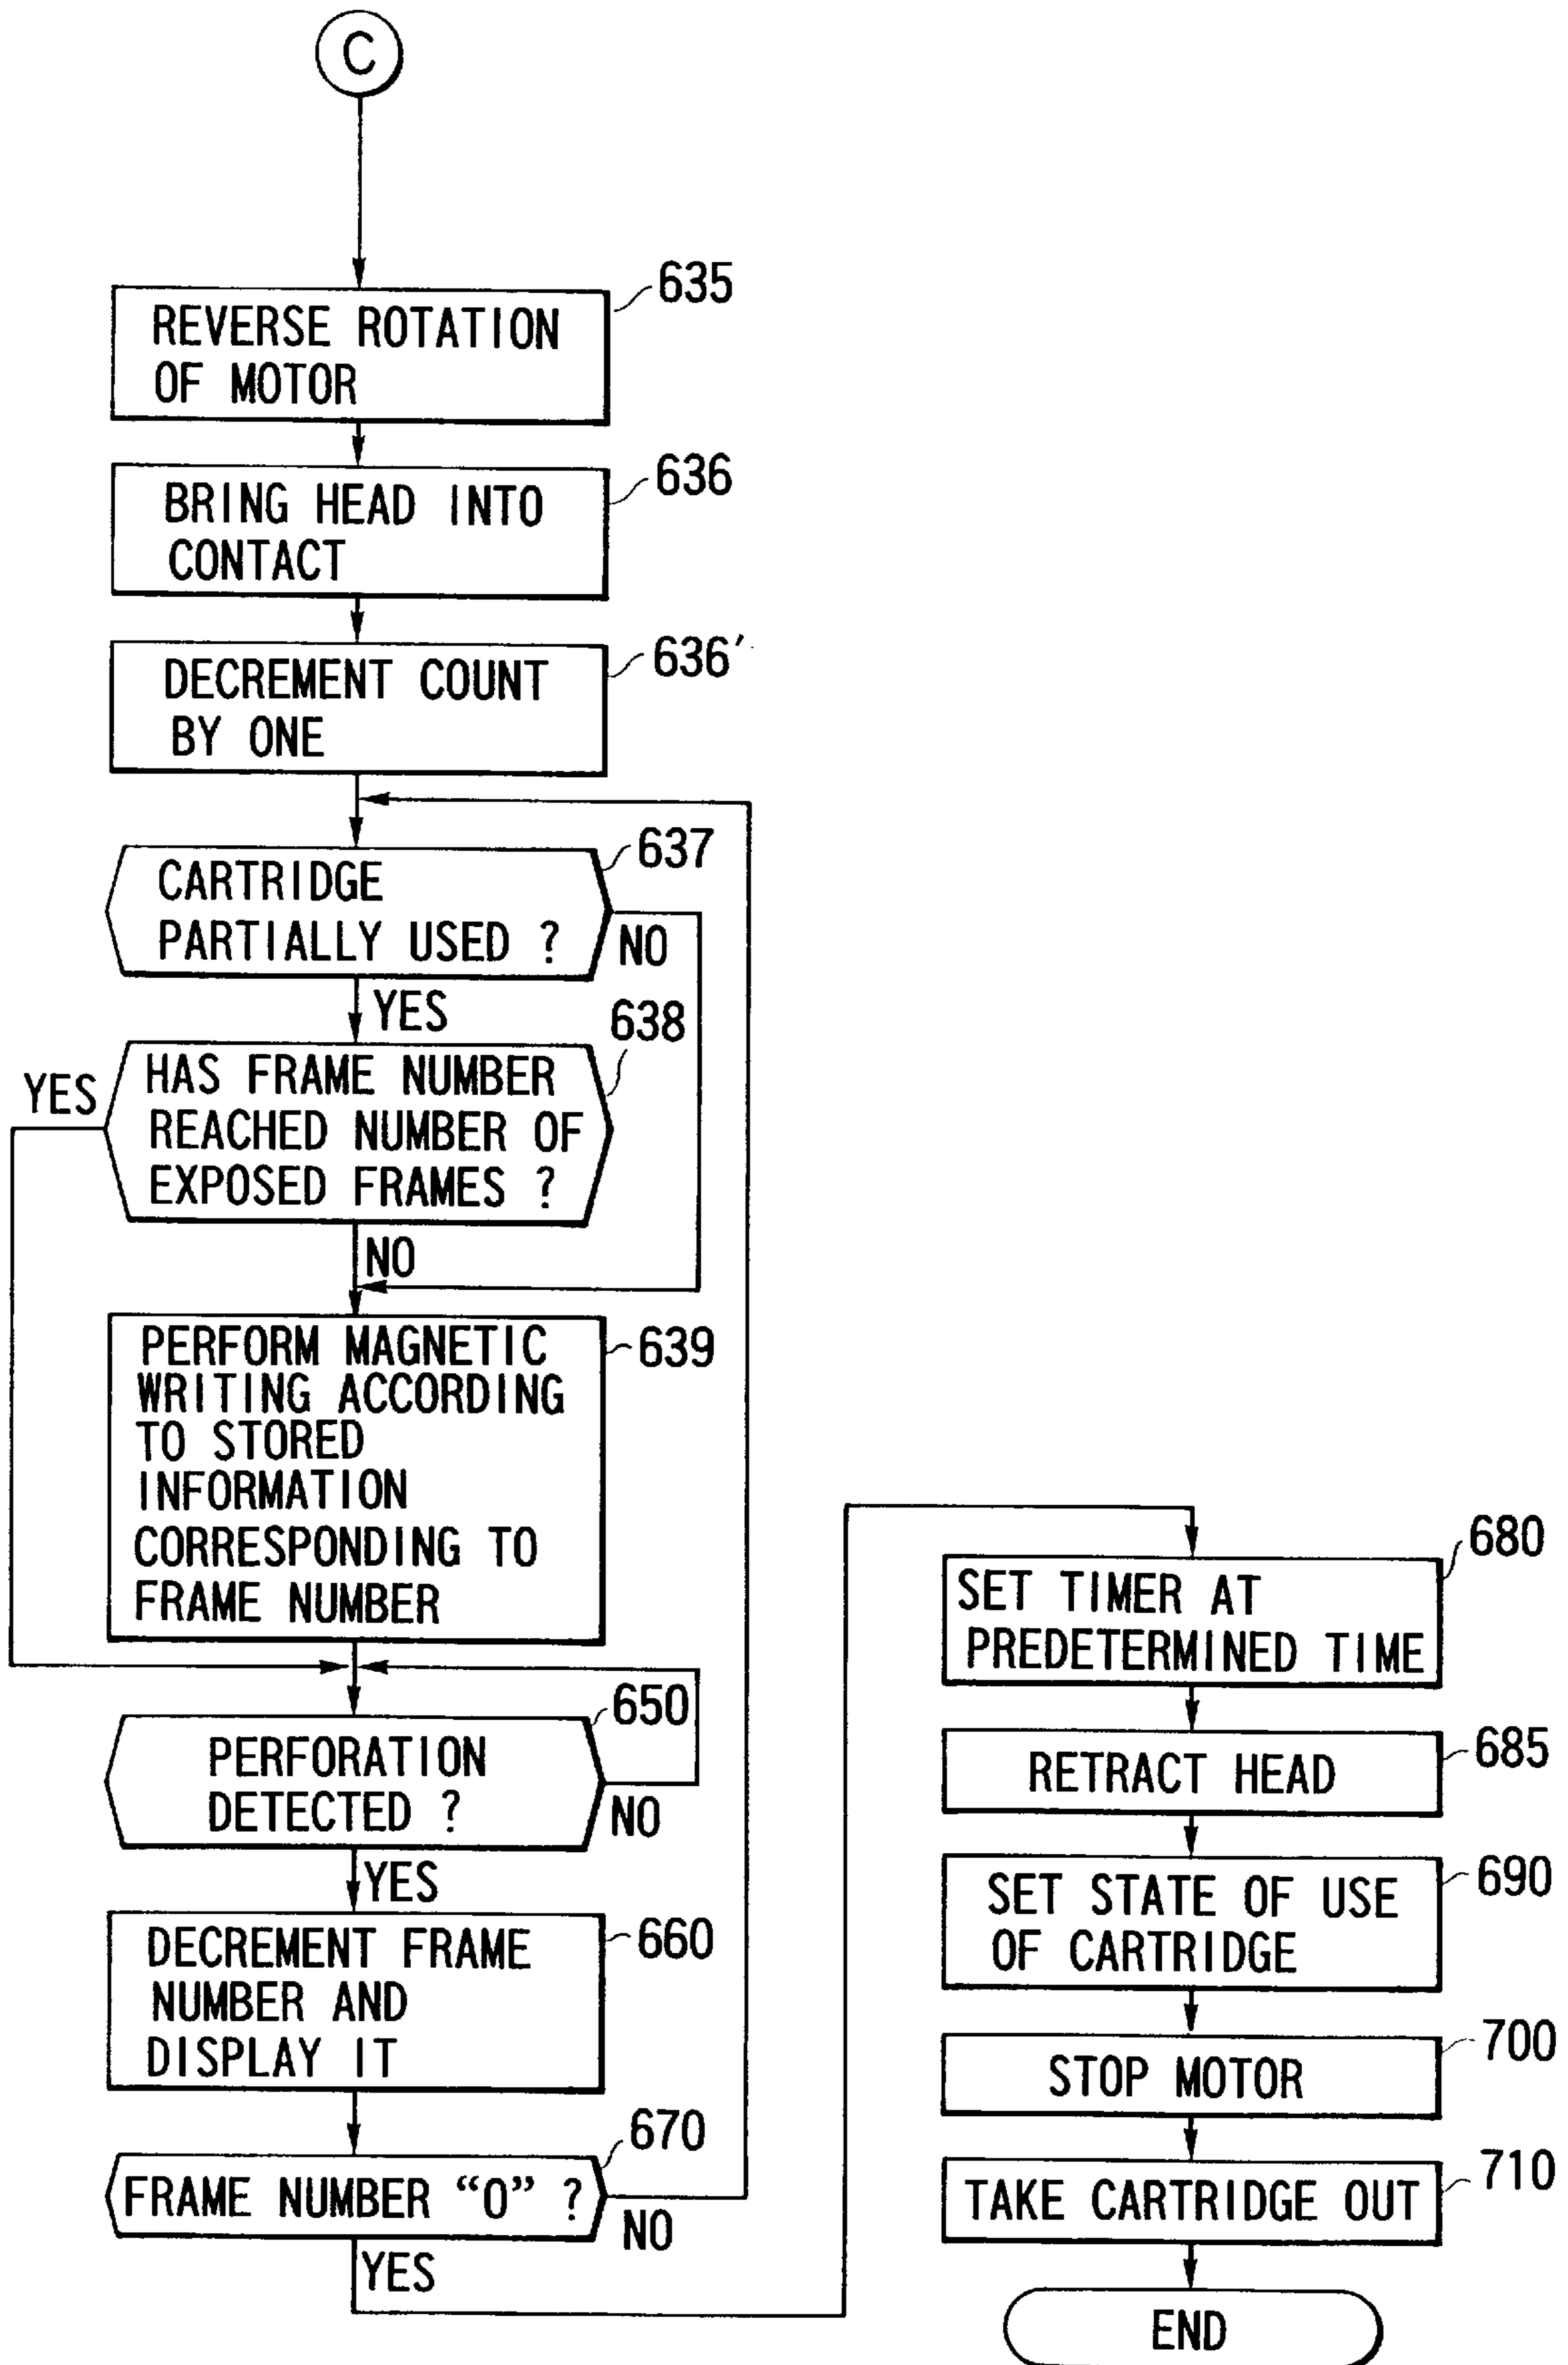 C
635
REVERSE ROTATION
OF MOTOR
636
BRING HEAD INTO
CONTACT
636'
DECREMENT COUNT
BY ONE
637
CARTRIDGE
PARTIALLY USED ?
NO
YES
638
HAS FRAME NUMBER
REACHED NUMBER OF
EXPOSED FRAMES ?
YES
NO
639
PERFORM MAGNETIC
WRITING ACCORDING
TO STORED
INFORMATION
CORRESPONDING TO
FRAME NUMBER
650
PERFORATION
DETECTED ?
NO
YES
660
DECREMENT FRAME
NUMBER AND
DISPLAY IT
670
FRAME NUMBER “0” ?
NO
YES
680
SET TIMER AT
PREDETERMINED TIME
685
RETRACT HEAD
690
SET STATE OF USE
OF CARTRIDGE
700
STOP MOTOR
710
TAKE CARTRIDGE OUT
END